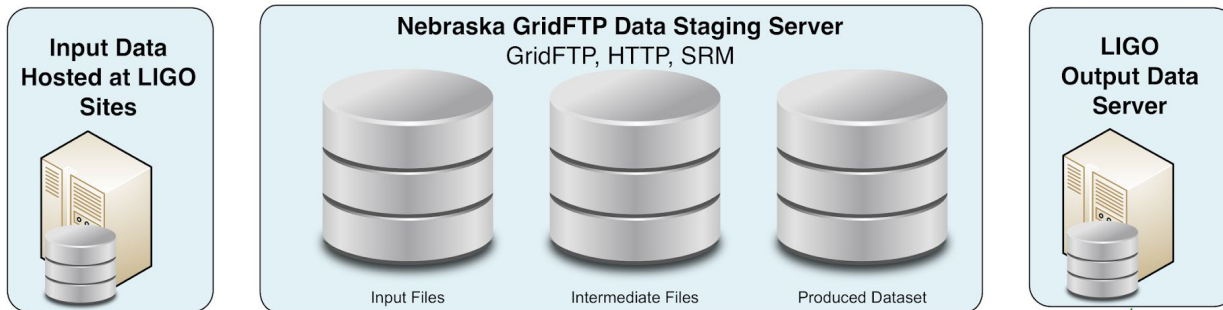 Input Data
Hosted at LIGO
Sites
Nebraska GridFTP Data Staging Server
GridFTP, HTTP, SRM
Input Files
Intermediate Files
Produced Dataset
LIGO
Output Data
Server